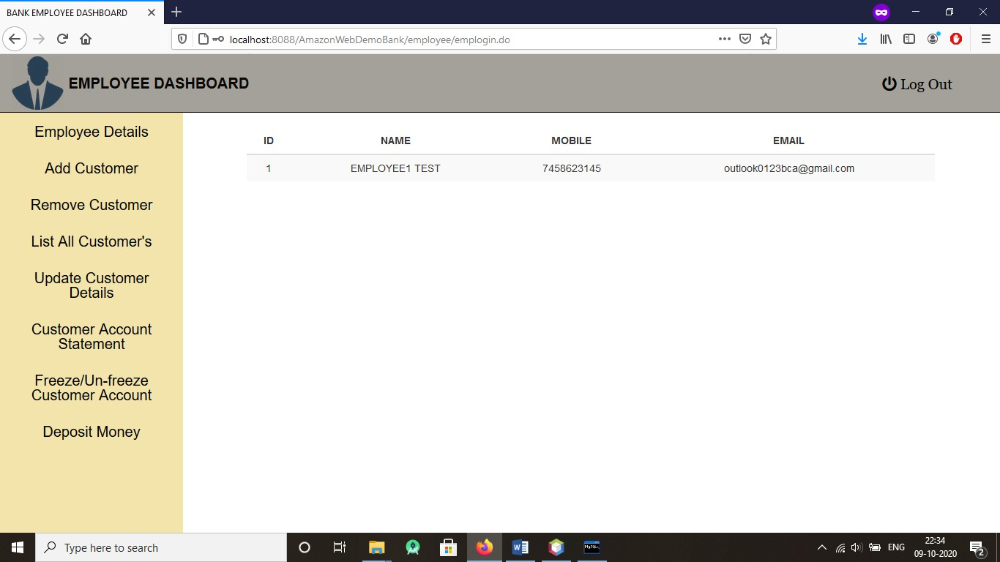 BANK EMPLOYEE DASHBOARD
localhost:8088/AmazonWebDemoBank/employee/emplogin.do
EMPLOYEE DASHBOARD
Log Out
Employee Details
Add Customer
Remove Customer
List All Customer's
Update Customer
Details
Customer Account
Statement
Freeze/Un-freeze
Customer Account
Deposit Money
ID NAME MOBILE EMAIL
1 EMPLOYEE1 TEST 7458623145 outlook0123bca@gmail.com
Type here to search
MySQL
ENG
22:34
09-10-2020
2